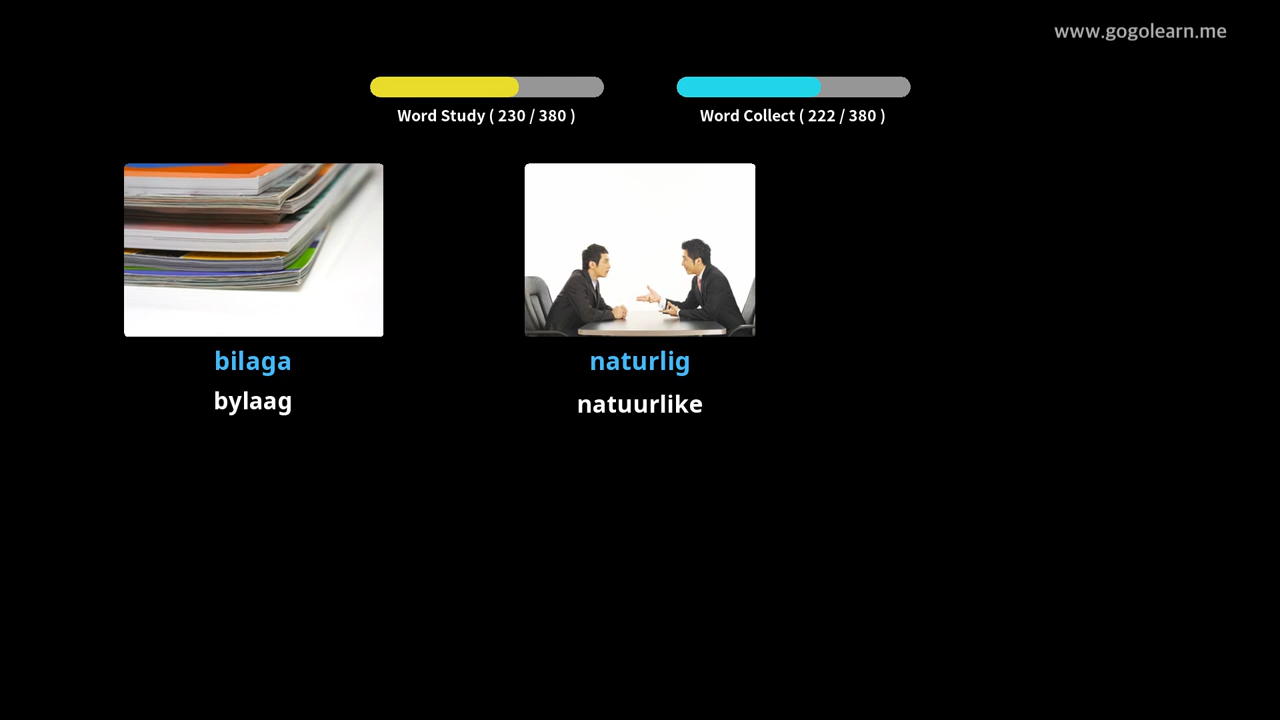 www.gogolearn.me
Word Study ( 230 / 380 )
Word Collect ( 222 / 380 )
bilaga
naturlig
bylaag
natuurlike